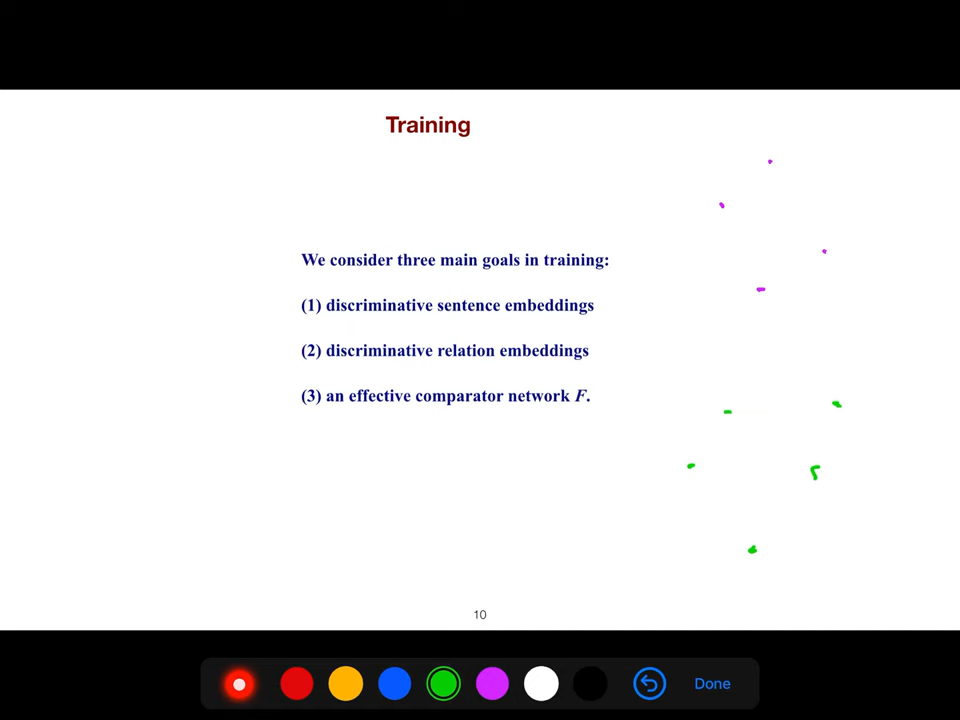 Training
We consider three main goals in training:
(1) discriminative sentence embeddings
(2) discriminative relation embeddings
(3) an effective comparator network F.
10
Done